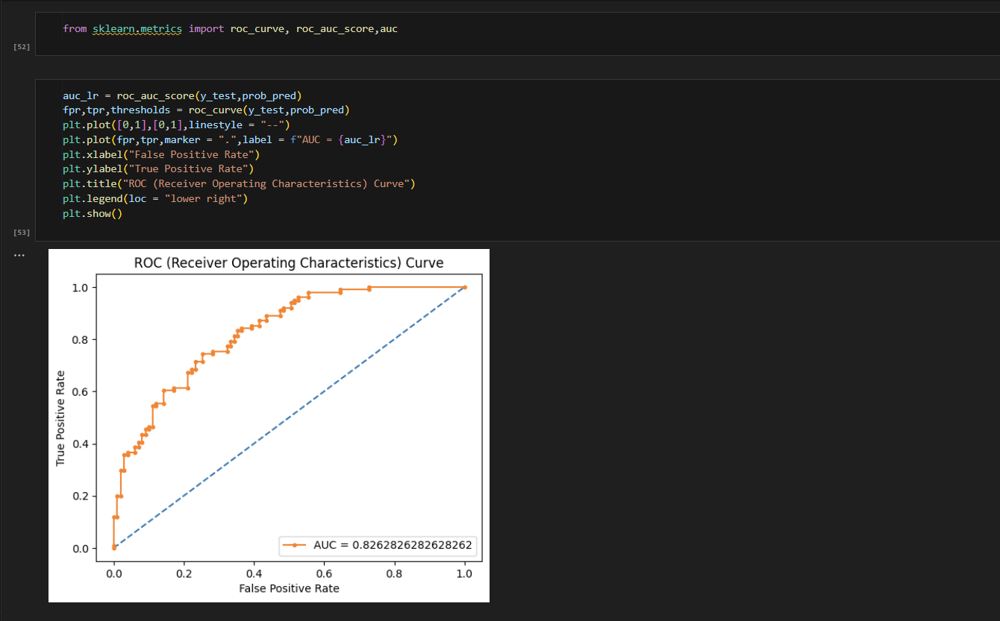 from sklearn.metrics import roc_curve, roc_auc_score,auc
[52]
auc_lr = roc_auc_score(y_test,prob_pred)
fpr,tpr,thresholds = roc_curve(y_test,prob_pred)
plt.plot([0,1],[0,1],linestyle = "--")
plt.plot(fpr,tpr,marker = ".",label = f"AUC = {auc_lr}")
plt.xlabel("False Positive Rate")
plt.ylabel("True Positive Rate")
plt.title("ROC (Receiver Operating Characteristics) Curve")
plt.legend(loc = "lower right")
plt.show()
[53]
...
ROC (Receiver Operating Characteristics) Curve
1.0
0.8
0.6
0.4
0.2
0.0
True Positive Rate
AUC = 0.8262826282628262
0.0 0.2 0.4 0.6 0.8 1.0
False Positive Rate